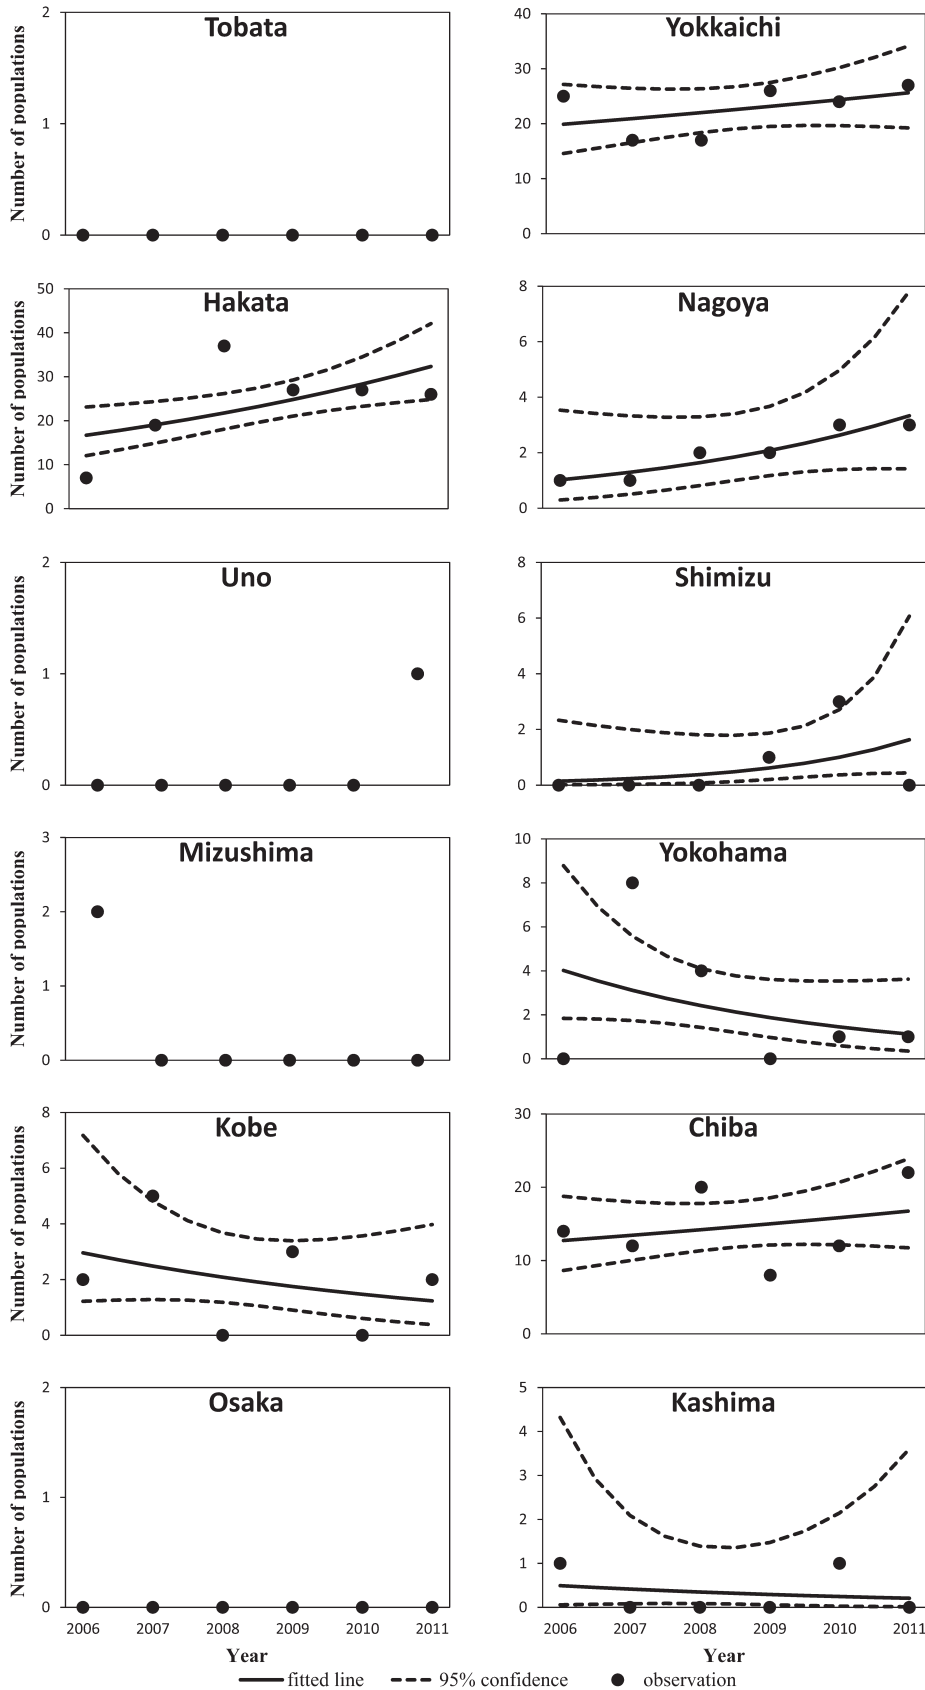 Tobata
Number of populations
2
1
0
Yokkaichi
40
30
20
10
0
Hakata
Number of populations
50
40
30
20
10
0
Nagoya
8
6
4
2
0
Uno
Number of populations
2
1
0
Shimizu
8
6
4
2
0
Mizushima
Number of populations
3
2
1
0
Yokohama
10
8
6
4
2
0
Kobe
Number of populations
8
6
4
2
0
Chiba
30
20
10
0
Osaka
Number of populations
2
1
0
2006 2007 2008 2009 2010 2011
Year
Kashima
5
4
3
2
1
0
2006 2007 2008 2009 2010 2011
Year
fitted line 95% confidence observation